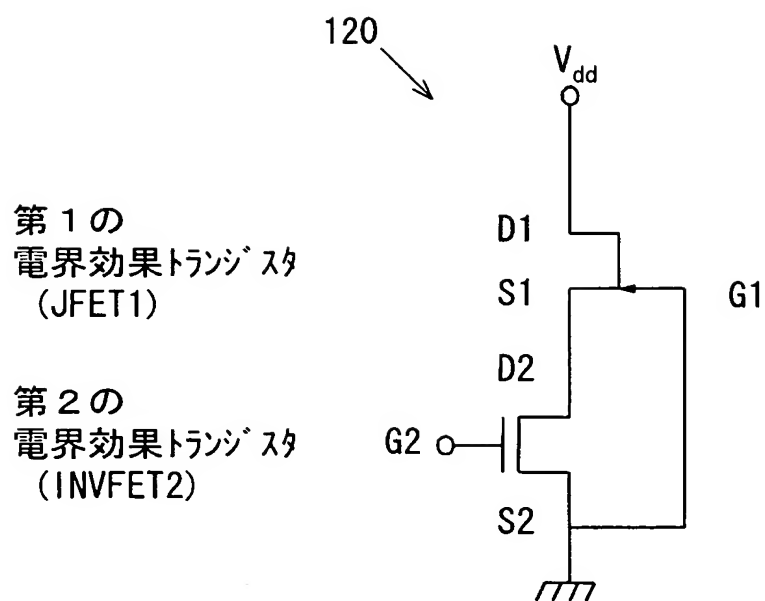 120
V_dd
第1の
電界効果トランジスタ
(JFET1)
D1
S1
G1
D2
第2の
電界効果トランジスタ
(INVFET2)
G2
S2